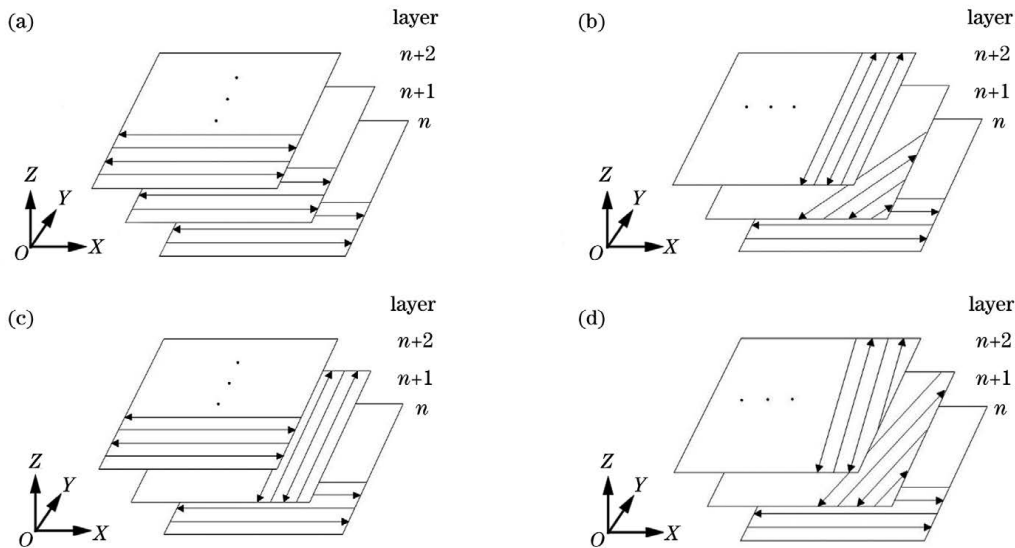 (a)
layer
n+2
n+1
n
Z
Y
O
X
(b)
layer
n+2
n+1
n
Z
Y
O
X
(c)
layer
n+2
n+1
n
Z
Y
O
X
(d)
layer
n+2
n+1
n
Z
Y
O
X